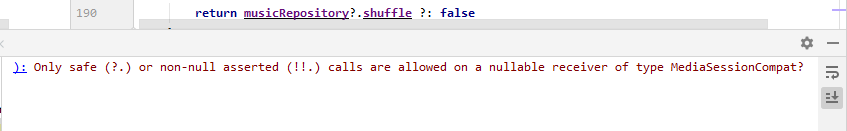 190 return musicRepository?.shuffle ?: false
): Only safe (?.) or non-null asserted (!!.) calls are allowed on a nullable receiver of type MediaSessionCompat?